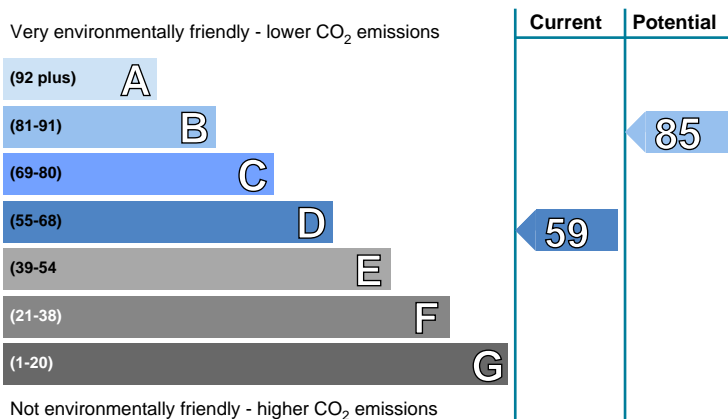 Very environmentally friendly - lower CO2 emissions
Current
Potential
(92 plus) A
(81-91) B
(69-80) C
(55-68) D
(39-54 E
(21-38) F
(1-20) G
85
59
Not environmentally friendly - higher CO2 emissions